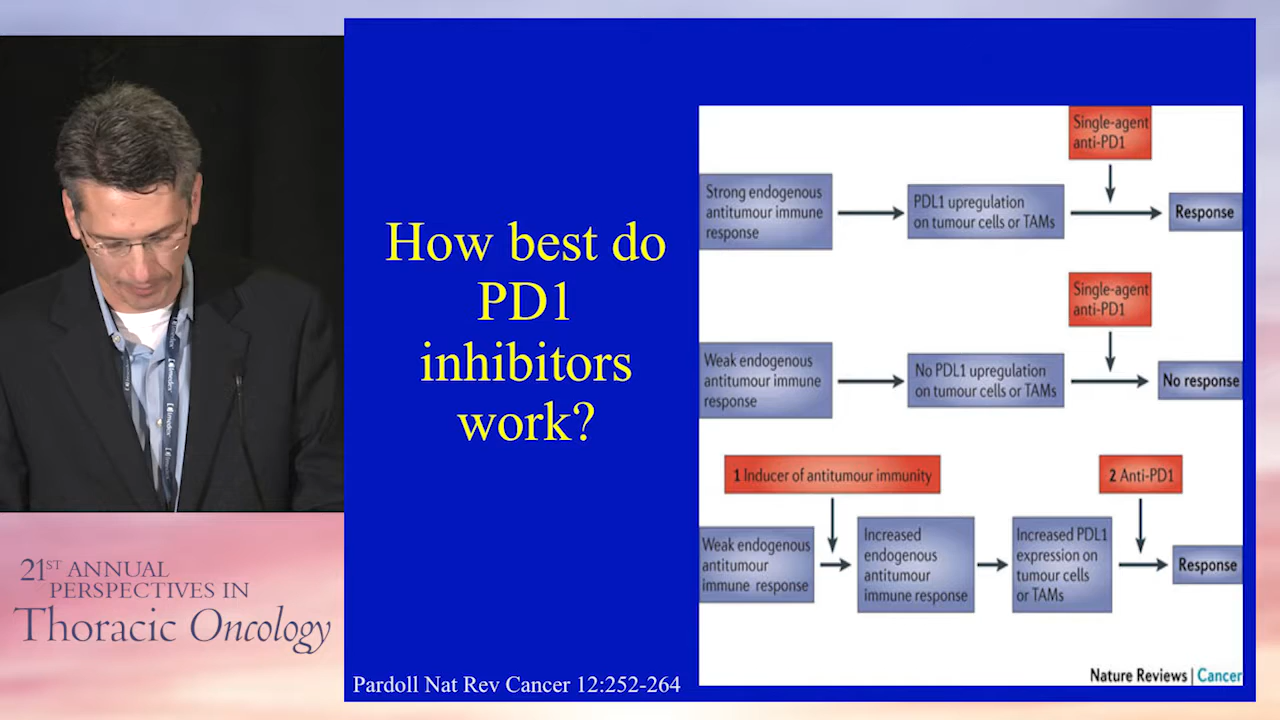 How best do
PD1
inhibitors
work?
Single-agent
anti-PD1
Strong endogenous
antitumour immune
response
PDL1 upregulation
on tumour cells or TAMs
Response
Single-agent
anti-PD1
Weak endogenous
antitumour immune
response
No PDL1 upregulation
on tumour cells or TAMs
No response
1 Inducer of antitumour immunity
2 Anti-PD1
Weak endogenous
antitumour
immune response
Increased
endogenous
antitumour
immune response
Increased PDL1
expression on
tumour cells
or TAMs
Response
Nature Reviews | Cancer
Pardoll Nat Rev Cancer 12:252-264
21ST ANNUAL
PERSPECTIVES IN
Thoracic Oncology